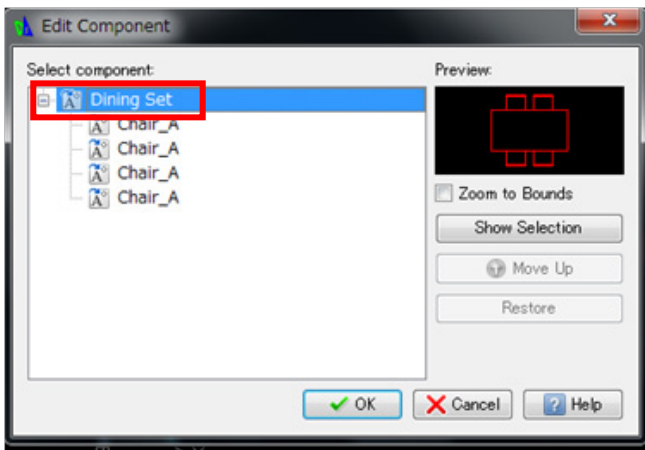 Edit Component
Select component:
Dining Set
Chair_A
Chair_A
Chair_A
Chair_A
Preview:
Zoom to Bounds
Show Selection
Move Up
Restore
OK
Cancel
Help